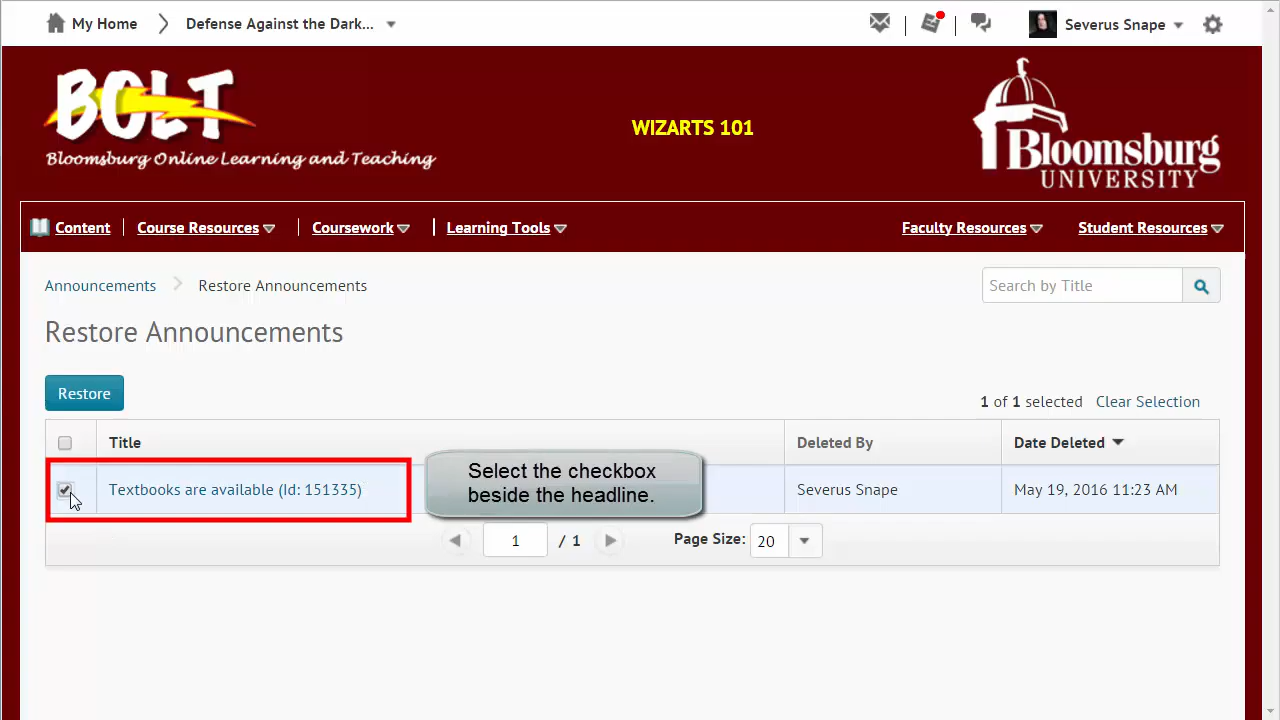 My Home
Defense Against the Dark...
Severus Snape
BOLT
Bloomsburg Online Learning and Teaching
WIZARTS 101
Bloomsburg
UNIVERSITY
Content
Course Resources
Coursework
Learning Tools
Faculty Resources
Student Resources
Announcements
Restore Announcements
Search by Title
Restore Announcements
Restore
1 of 1 selected
Clear Selection
Title
Deleted By
Date Deleted
Textbooks are available (Id: 151335)
Select the checkbox
beside the headline.
Severus Snape
May 19, 2016 11:23 AM
1
/ 1
Page Size:
20